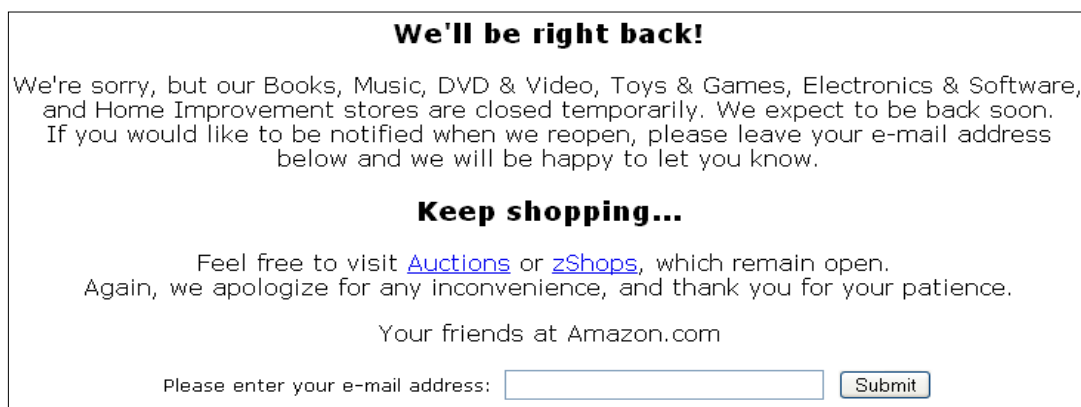 We'll be right back!
We're sorry, but our Books, Music, DVD & Video, Toys & Games, Electronics & Software,
and Home Improvement stores are closed temporarily. We expect to be back soon.
If you would like to be notified when we reopen, please leave your e-mail address
below and we will be happy to let you know.
Keep shopping...
Feel free to visit Auctions or zShops, which remain open.
Again, we apologize for any inconvenience, and thank you for your patience.
Your friends at Amazon.com
Please enter your e-mail address: Submit